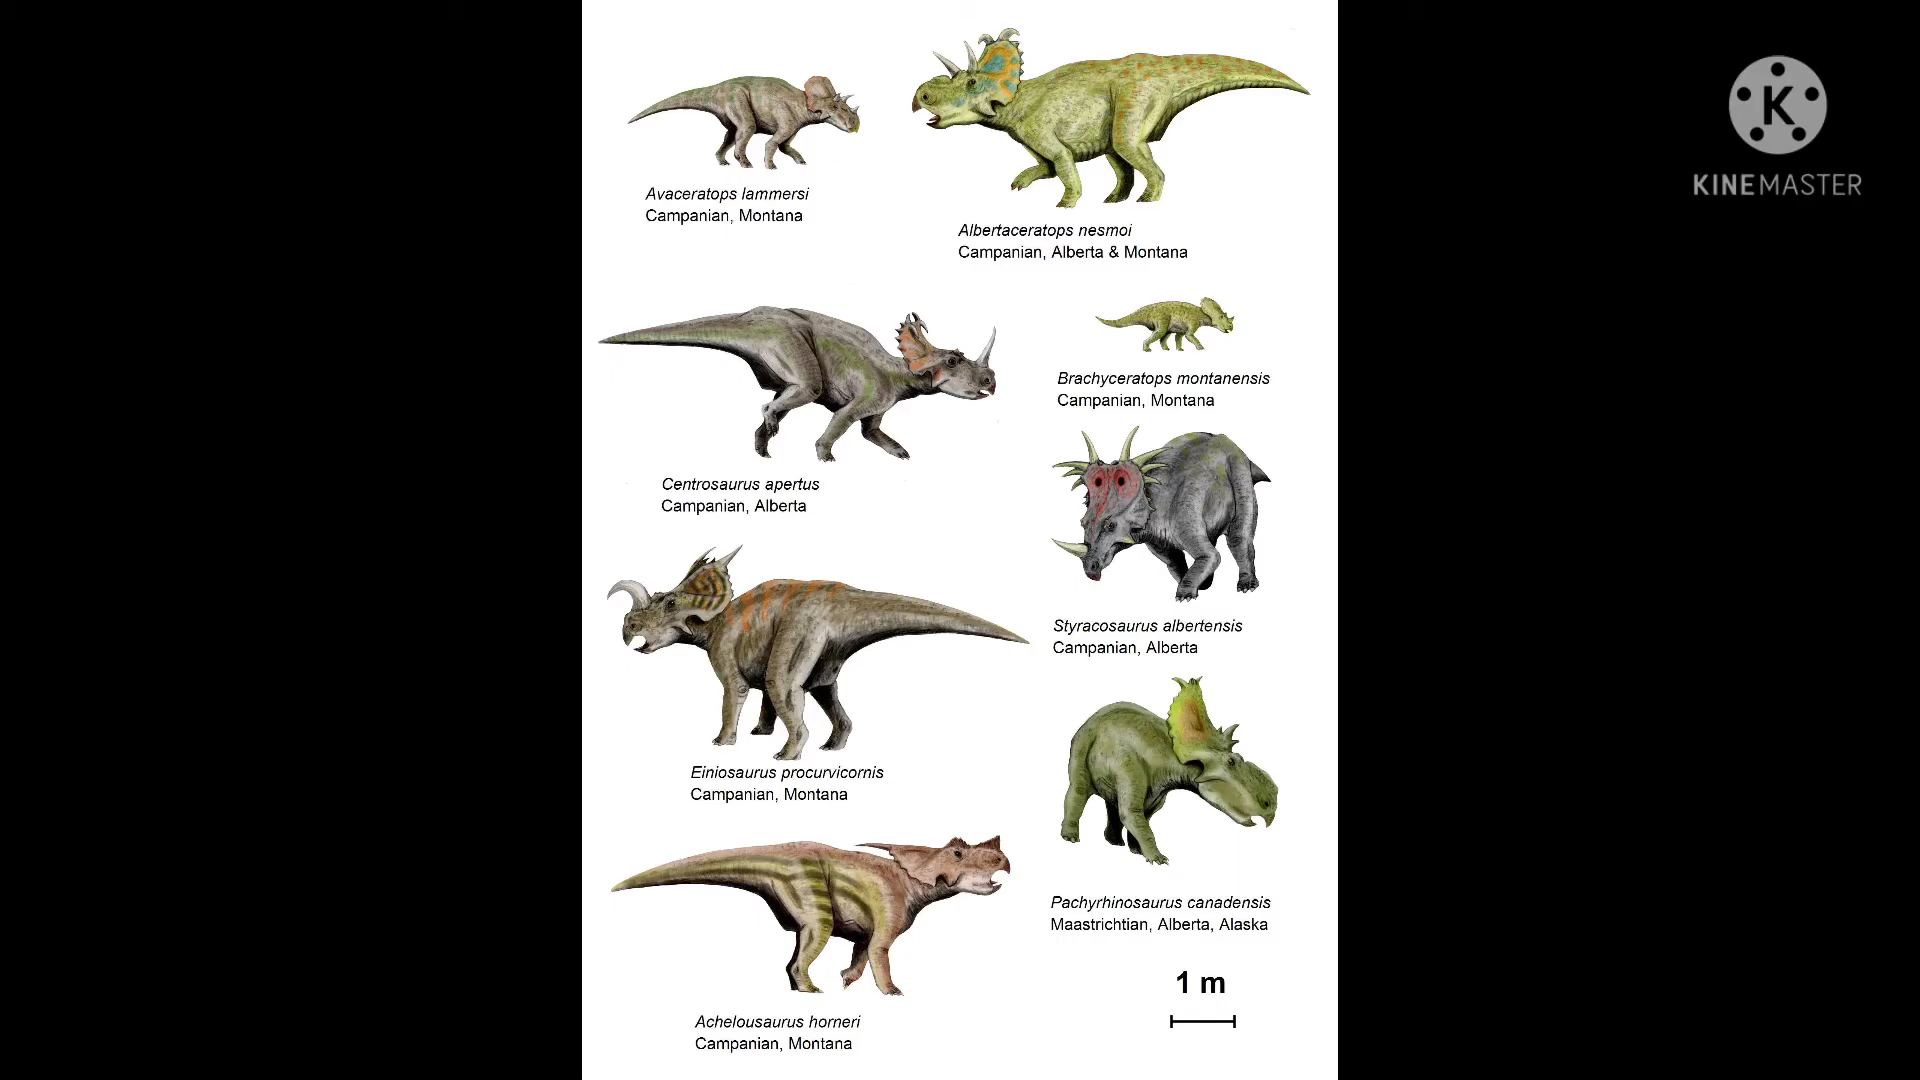 Avaceratops lammersi
Campanian, Montana
Albertaceratops nesmoi
Campanian, Alberta & Montana
Centrosaurus apertus
Campanian, Alberta
Brachyceratops montanensis
Campanian, Montana
Styracosaurus albertensis
Campanian, Alberta
Einiosaurus procurvicornis
Campanian, Montana
Pachyrhinosaurus canadensis
Maastrichtian, Alberta, Alaska
Achelousaurus horneri
Campanian, Montana
1 m
K
KINEMASTER